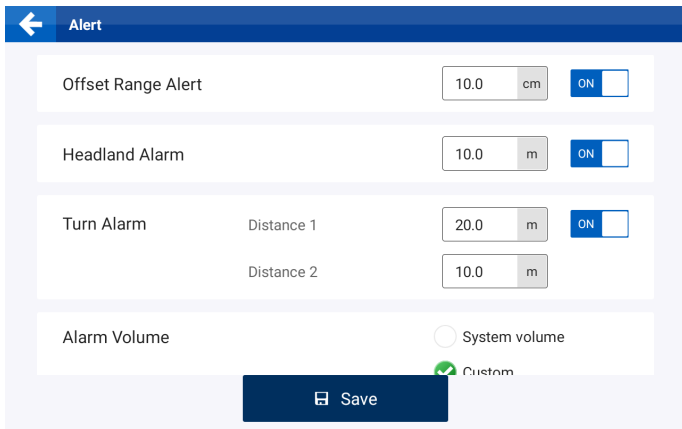 Alert
Offset Range Alert 10.0 cm ON
Headland Alarm 10.0 m ON
Turn Alarm Distance 1 20.0 m ON
Distance 2 10.0 m
Alarm Volume System volume
Custom
Save